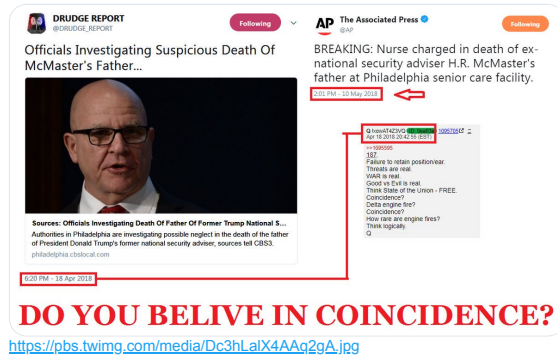 DRUDGE REPORT
@DRUDGE_REPORT
Following
Officials Investigating Suspicious Death Of
McMaster's Father...
Sources: Officials Investigating Death Of Father Of Former Trump National S...
Authorities in Philadelphia are investigating possible neglect in the death of the father
of President Donald Trump's former national security adviser, sources tell CBS3.
philadelphia.cbslocal.com
6:20 PM - 18 Apr 2018
AP
The Associated Press
@AP
Following
BREAKING: Nurse charged in death of ex-
national security adviser H.R. McMaster's
father at Philadelphia senior care facility.
2:01 PM - 10 May 2018
Apr 18 2018 20:42:55 (EST)
>>1095595
187.
Failure to retain position/ear.
Threats are real.
WAR is real.
Good vs Evil is real.
Think State of the Union - FREE.
Coincidence?
Delta engine fire?
Coincidence?
How rare are engine fires?
Think logically.
Q
DO YOU BELIVE IN COINCIDENCE?
https://pbs.twimg.com/media/Dc3hLalX4AAq2gA.jpg